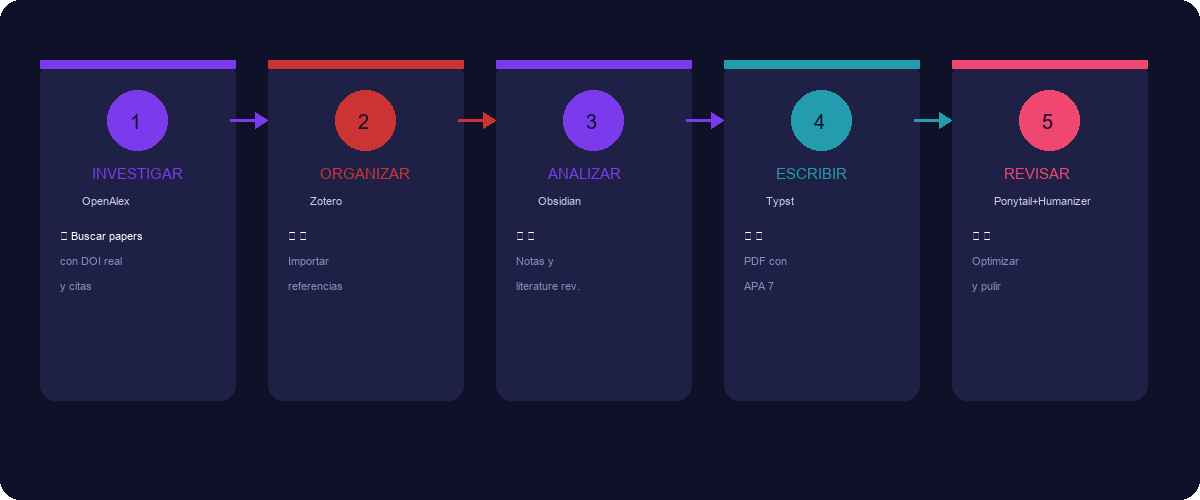 1
INVESTIGAR
OpenAlex
Buscar papers
con DOI real
y citas
2
ORGANIZAR
Zotero
Importar
referencias
3
ANALIZAR
Obsidian
Notas y
literature rev.
4
ESCRIBIR
Typst
PDF con
APA 7
5
REVISAR
Ponytail+Humanizer
Optimizar
y pulir